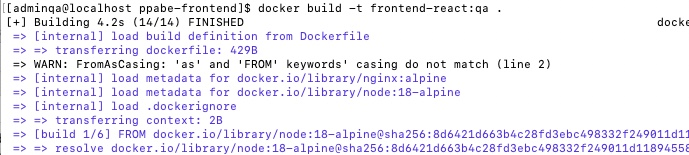 [[adminqa@localhost ppabe-frontend]$ docker build -t frontend-react:qa .
[+] Building 4.2s (14/14) FINISHED docke
=> [internal] load build definition from Dockerfile
=> => transferring dockerfile: 429B
=> WARN: FromAsCasing: 'as' and 'FROM' keywords' casing do not match (line 2)
=> [internal] load metadata for docker.io/library/nginx:alpine
=> [internal] load metadata for docker.io/library/node:18-alpine
=> [internal] load .dockerignore
=> => transferring context: 2B
=> [build 1/6] FROM docker.io/library/node:18-alpine@sha256:8d6421d663b4c28fd3ebc498332f249011d11
=> => resolve docker.io/library/node:18-alpine@sha256:8d6421d663b4c28fd3ebc498332f249011d11894558